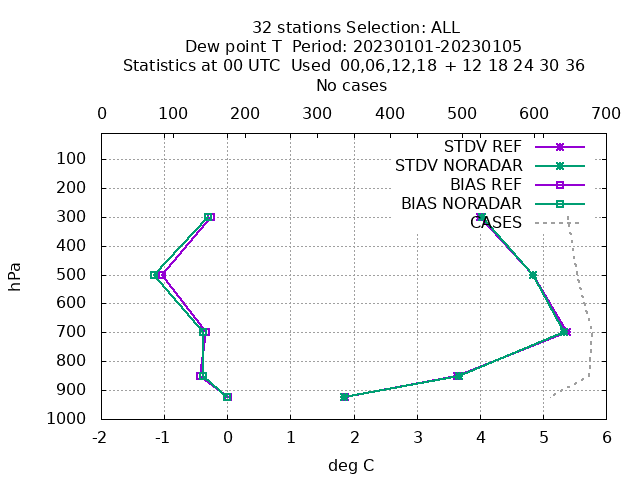 32 stations Selection: ALL
Dew point T  Period: 20230101-20230105
Statistics at 00 UTC  Used  00,06,12,18  + 12 18 24 30 36
No cases
0 100 200 300 400 500 600 700
STDV REF
STDV NORADAR
BIAS REF
BIAS NORADAR
CASES
100
200
300
400
500
600
700
800
900
1000
hPa
-2 -1 0 1 2 3 4 5 6
deg C